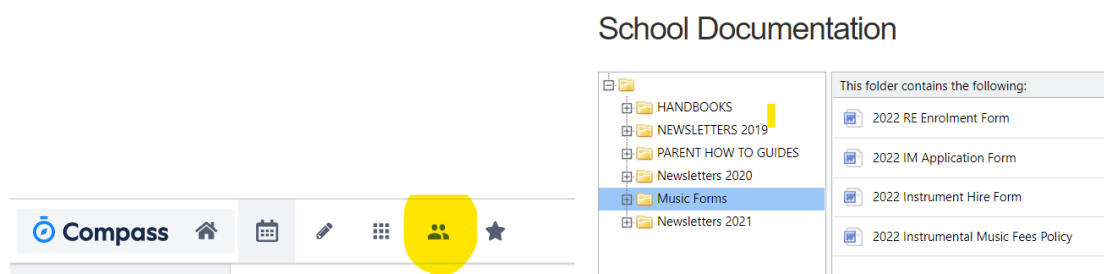 School Documentation
HANDBOOKS
NEWSLETTERS 2019
PARENT HOW TO GUIDES
Newsletters 2020
Music Forms
Newsletters 2021
This folder contains the following:
2022 RE Enrolment Form
2022 IM Application Form
2022 Instrument Hire Form
2022 Instrumental Music Fees Policy
Compass